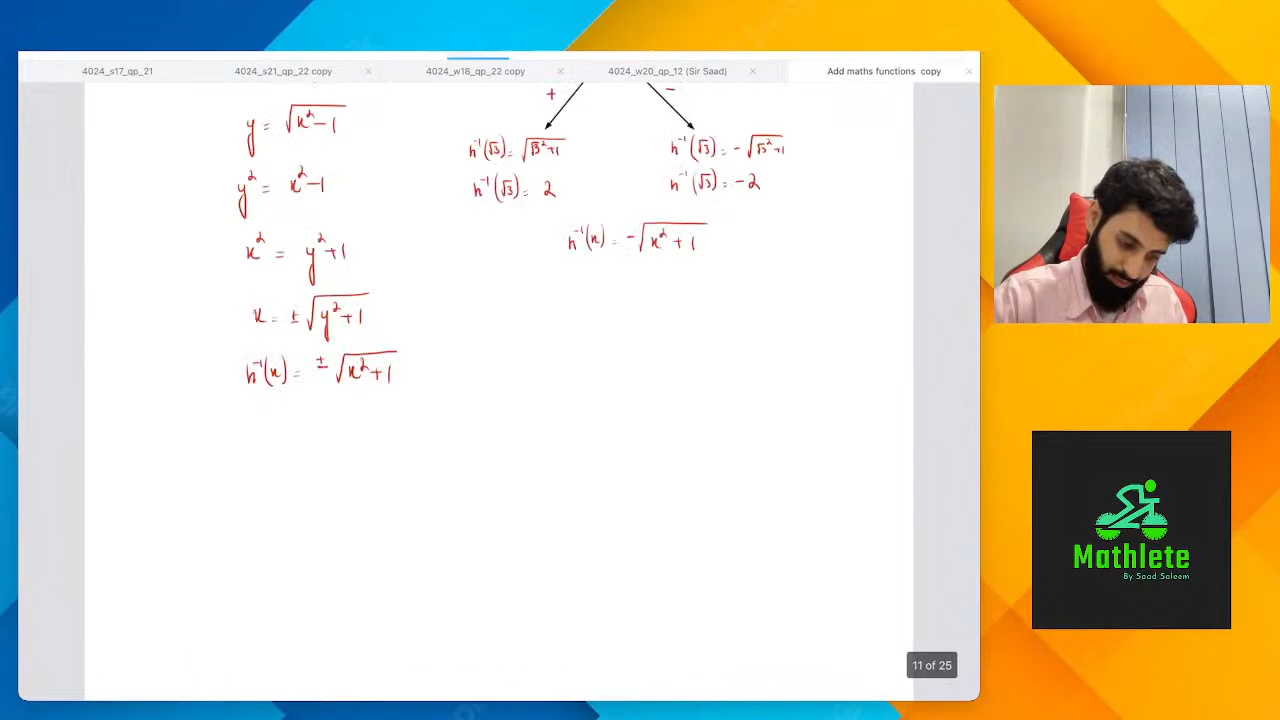 4024_s17_qp_21
4024_s21_qp_22 copy
4024_w18_qp_22 copy
4024_w20_qp_12 (Sir Saad)
Add maths functions copy
y = √(x²−1)
y² = x²−1
x² = y²+1
x = ± √(y²+1)
h⁻¹(x) = ± √(x²+1)
+
h⁻¹(√3) = √(√3²+1)
h⁻¹(√3) = 2
−
h⁻¹(√3) = −√(√3²+1)
h⁻¹(√3) = −2
h⁻¹(x) = −√(x²+1)
11 of 25
Mathlete
By Saad Saleem